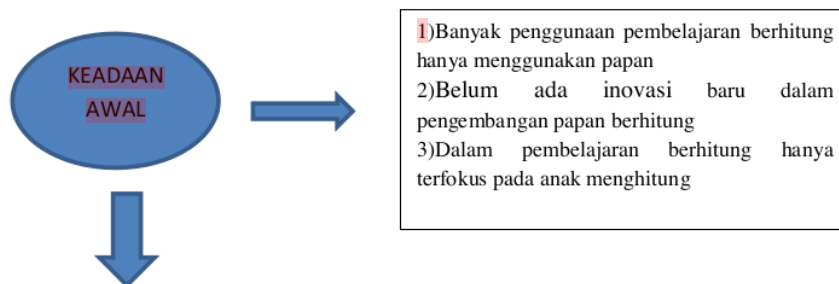 KEADAAN
AWAL
1)Banyak penggunaan pembelajaran berhitung
hanya menggunakan papan
2)Belum ada inovasi baru dalam
pengembangan papan berhitung
3)Dalam pembelajaran berhitung hanya
terfokus pada anak menghitung